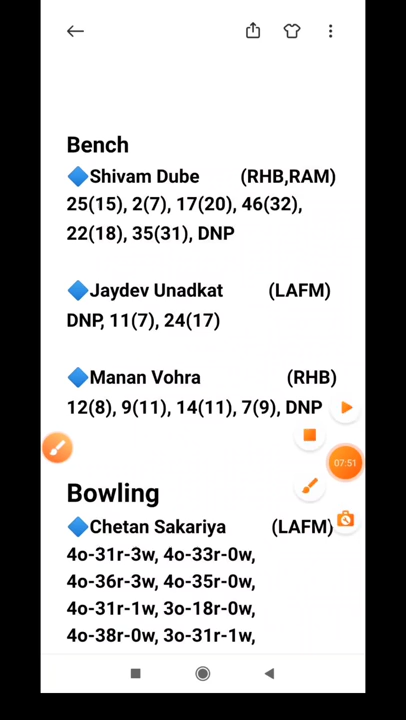 Bench
🔷Shivam Dube (RHB,RAM)
25(15), 2(7), 17(20), 46(32),
22(18), 35(31), DNP
🔷Jaydev Unadkat (LAFM)
DNP, 11(7), 24(17)
🔷Manan Vohra (RHB)
12(8), 9(11), 14(11), 7(9), DNP
07:51
Bowling
🔷Chetan Sakariya (LAFM)
4o-31r-3w, 4o-33r-0w,
4o-36r-3w, 4o-35r-0w,
4o-31r-1w, 3o-18r-0w,
4o-38r-0w, 3o-31r-1w,